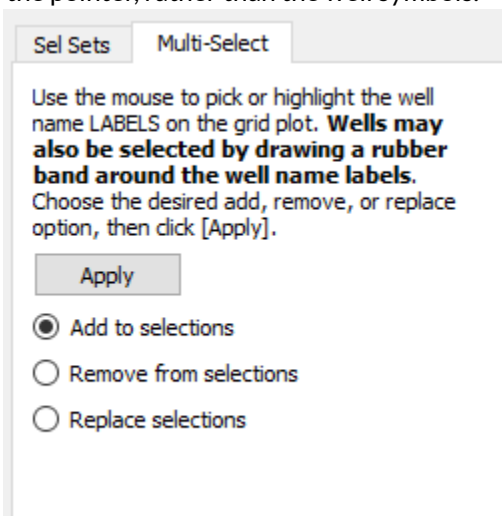 the pointer, rather than the well symbols.
Sel Sets Multi-Select
Use the mouse to pick or highlight the well
name LABELS on the grid plot. Wells may
also be selected by drawing a rubber
band around the well name labels.
Choose the desired add, remove, or replace
option, then click [Apply].
Apply
Add to selections
Remove from selections
Replace selections